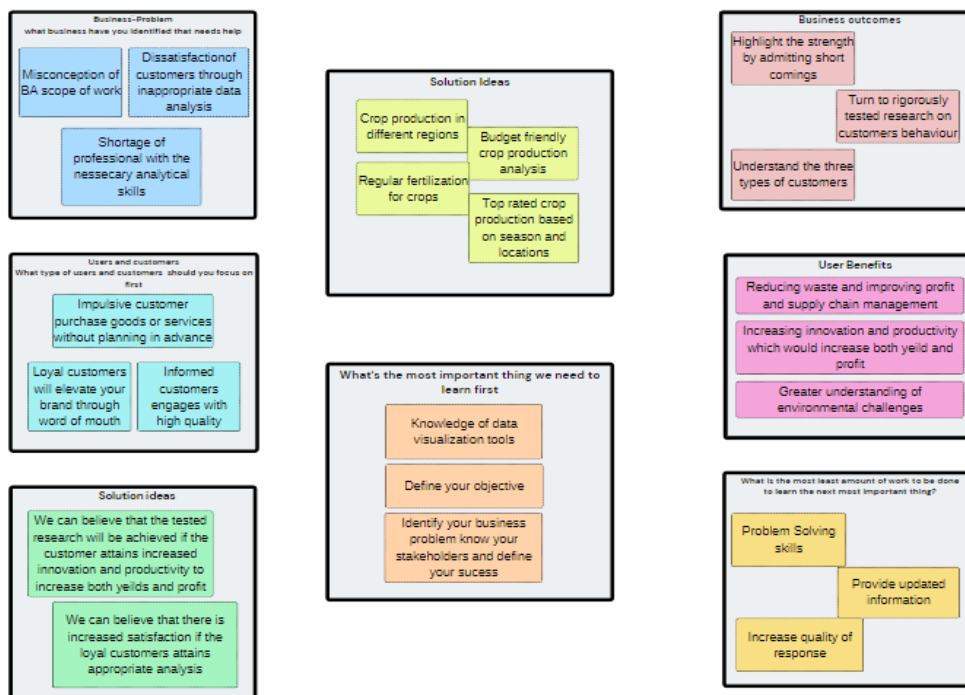 Business-Problem
what business have you identified that needs help
Misconception of
BA scope of work
Dissatisfactionof
customers through
inappropriate data
analysis
Shortage of
professional with the
nessecary analytical
skills
Users and customers
What type of users and customers should you focus on
first
Impulsive customer
purchase goods or services
without planning in advance
Loyal customers
will elevate your
brand through
word of mouth
Informed
customers
engages with
high quality
Solution ideas
We can believe that the tested
research will be achieved if the
customer attains increased
innovation and productivity to
increase both yeilds and profit
We can believe that there is
increased satisfaction if the
loyal customers attains
appropriate analysis
Solution Ideas
Crop production in
different regions
Budget friendly
crop production
analysis
Regular fertilization
for crops
Top rated crop
production based
on season and
locations
What's the most important thing we need to
learn first
Knowledge of data
visualization tools
Define your objective
Identify your business
problem know your
stakeholders and define
your sucess
Business outcomes
Highlight the strength
by admitting short
comings
Turn to rigorously
tested research on
customers behaviour
Understand the three
types of customers
User Benefits
Reducing waste and improving profit
and supply chain management
Increasing innovation and productivity
which would increase both yeild and
profit
Greater understanding of
environmental challenges
What is the most least amount of work to be done
to learn the next most important thing?
Problem Solving
skills
Provide updated
information
Increase quality of
response